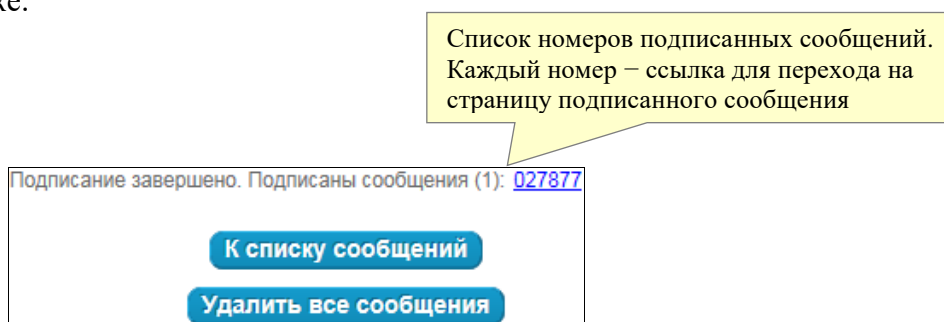 ке.
Список номеров подписанных сообщений.
Каждый номер − ссылка для перехода на
страницу подписанного сообщения
Подписание завершено. Подписаны сообщения (1): 027877
К списку сообщений
Удалить все сообщения